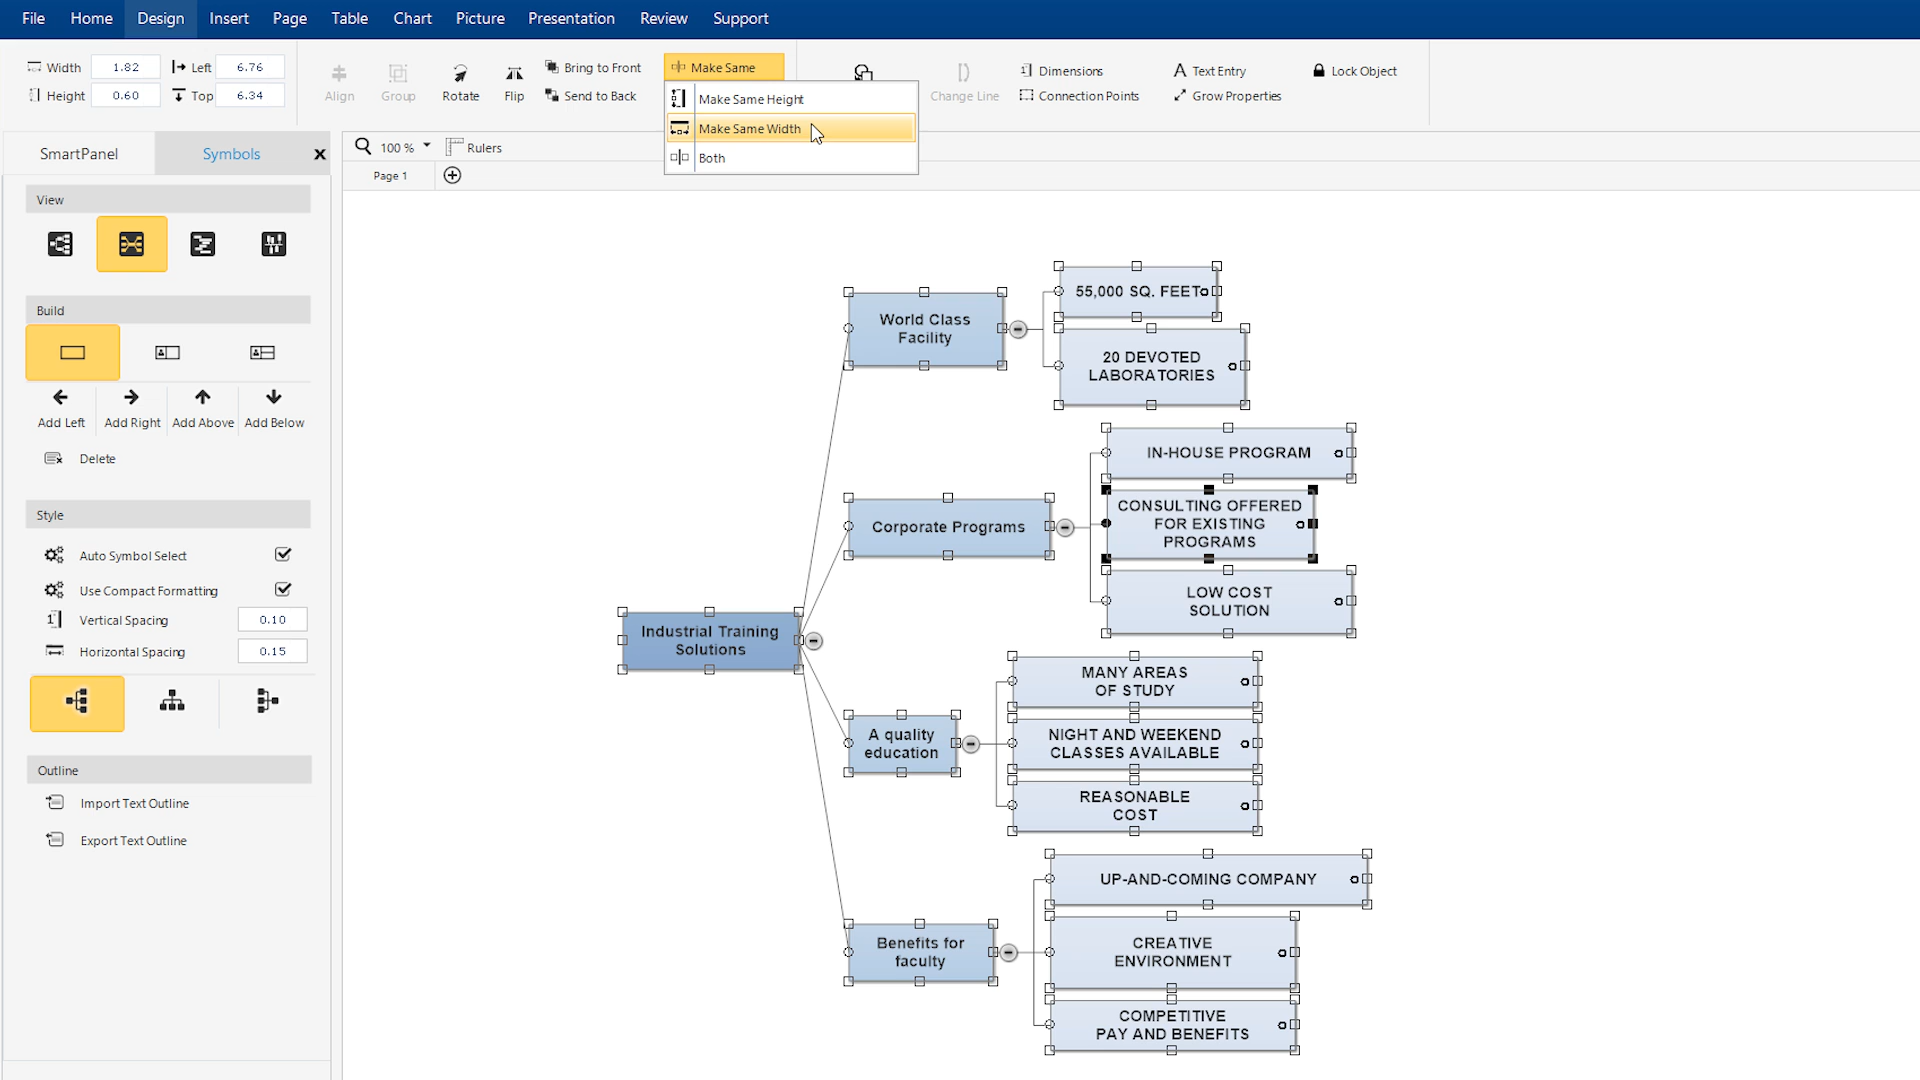 File Home Design Insert Page Table Chart Picture Presentation Review Support
Width 1.82 Left 6.76
Height 0.60 Top 6.34
Align Group Rotate Flip
Bring to Front
Send to Back
Make Same
Make Same Height
Make Same Width
Both
Change Line
Dimensions
Connection Points
Text Entry
Grow Properties
Lock Object
SmartPanel Symbols X
100 % Rulers
Page 1
View
Build
Add Left Add Right Add Above Add Below
Delete
Style
Auto Symbol Select
Use Compact Formatting
Vertical Spacing 0.10
Horizontal Spacing 0.15
Outline
Import Text Outline
Export Text Outline
Industrial Training
Solutions
World Class
Facility
55,000 SQ. FEET
20 DEVOTED
LABORATORIES
Corporate Programs
IN-HOUSE PROGRAM
CONSULTING OFFERED
FOR EXISTING
PROGRAMS
LOW COST
SOLUTION
A quality
education
MANY AREAS
OF STUDY
NIGHT AND WEEKEND
CLASSES AVAILABLE
REASONABLE
COST
Benefits for
faculty
UP-AND-COMING COMPANY
CREATIVE
ENVIRONMENT
COMPETITIVE
PAY AND BENEFITS